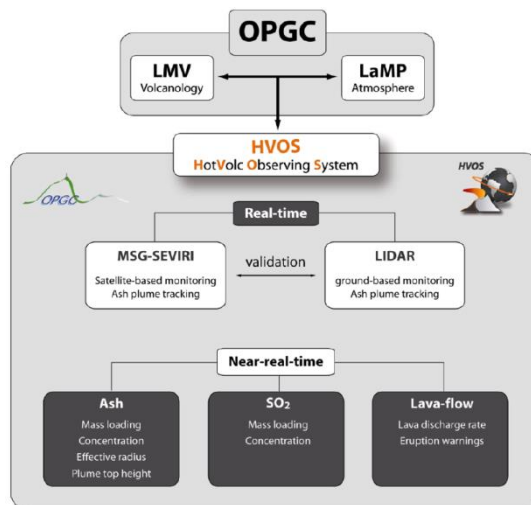 OPGC
LMV
Volcanology
LaMP
Atmosphere
HVOS
HotVolc Observing System
OPGC
HVOS
Real-time
MSG-SEVIRI
Satellite-based monitoring
Ash plume tracking
validation
LIDAR
ground-based monitoring
Ash plume tracking
Near-real-time
Ash
Mass loading
Concentration
Effective radius
Plume top height
SO₂
Mass loading
Concentration
Lava-flow
Lava discharge rate
Eruption warnings